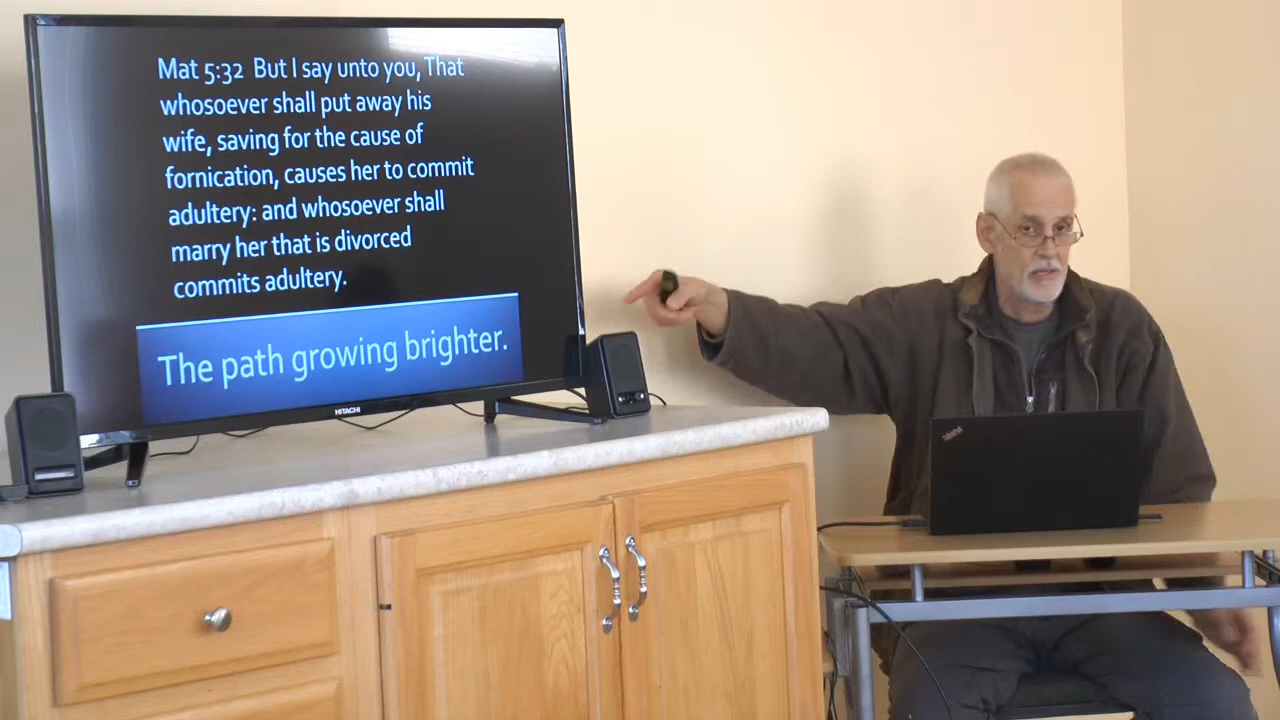 Mat 5:32 But I say unto you, That
whosoever shall put away his
wife, saving for the cause of
fornication, causes her to commit
adultery: and whosoever shall
marry her that is divorced
commits adultery.
The path growing brighter.
HITACHI
ThinkPad